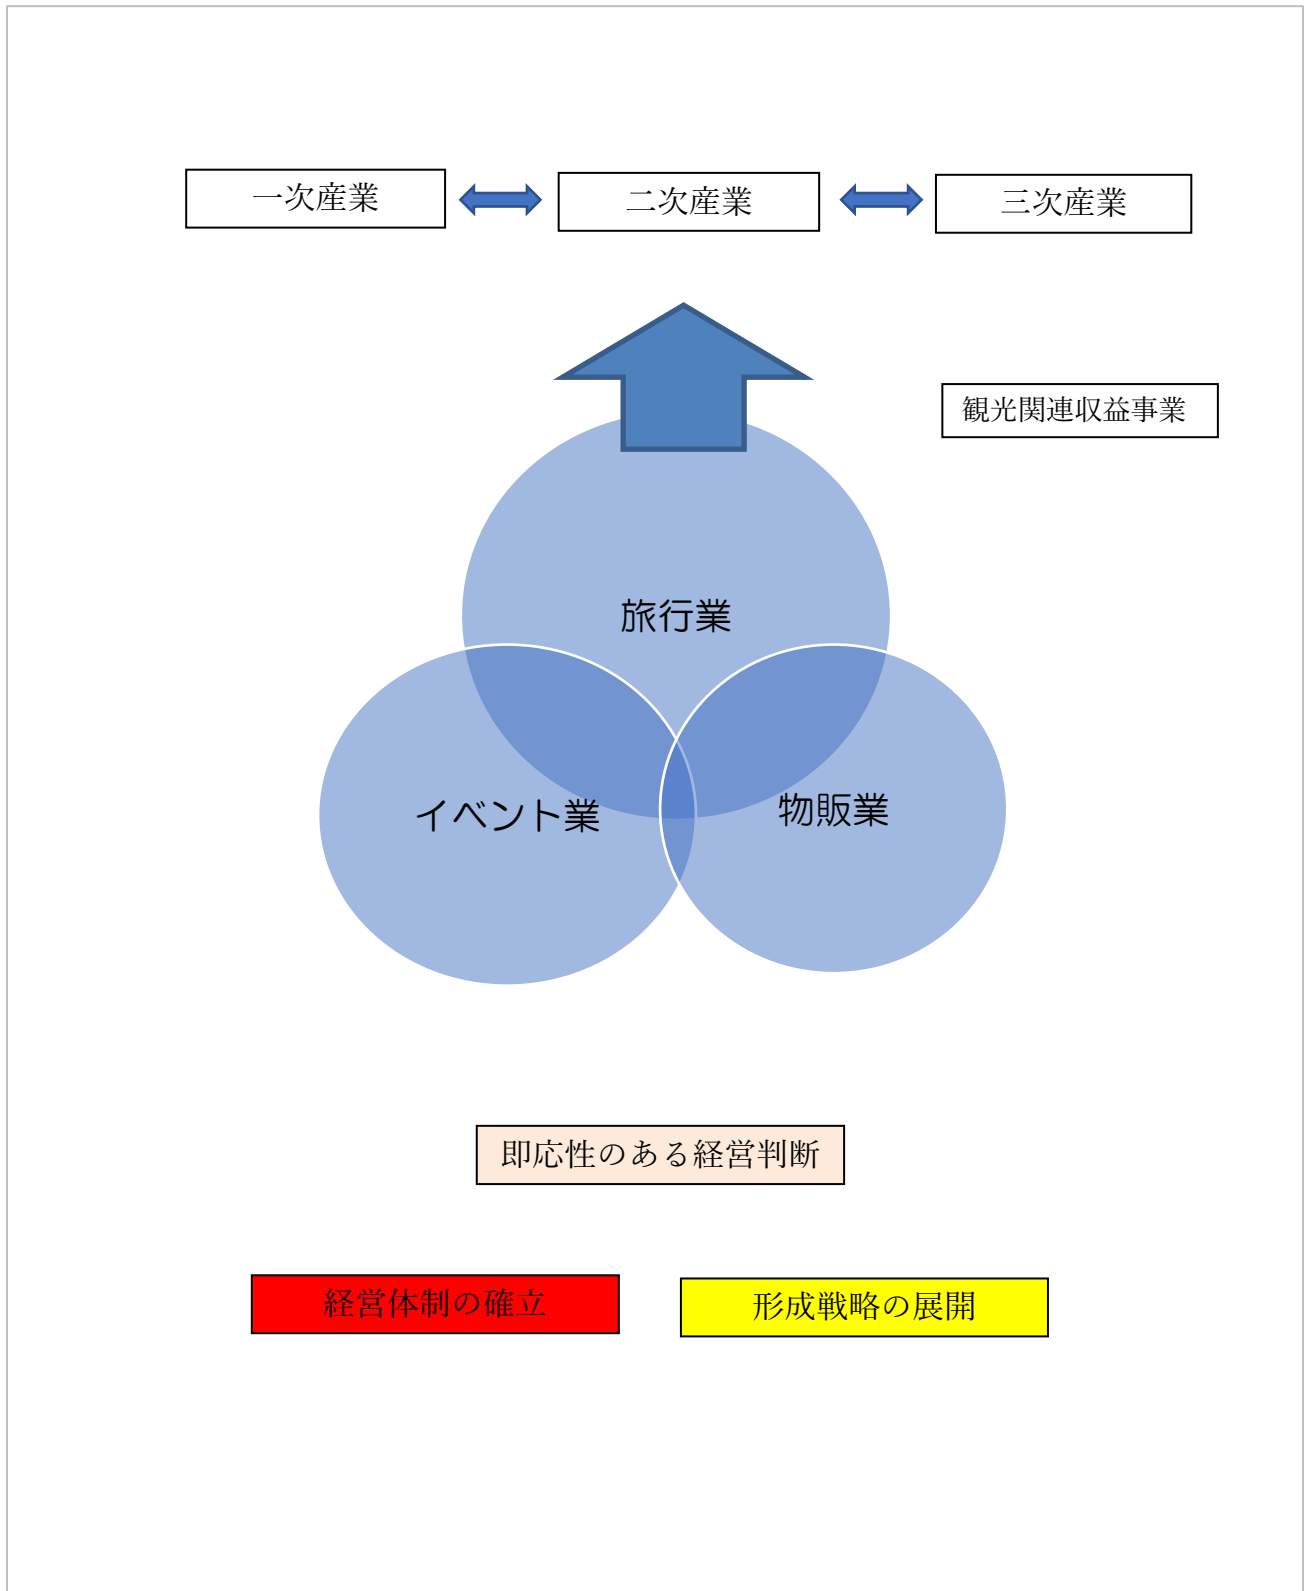 一次産業
二次産業
三次産業
観光関連収益事業
旅行業
イベント業
物販業
即応性のある経営判断
経営体制の確立
形成戦略の展開